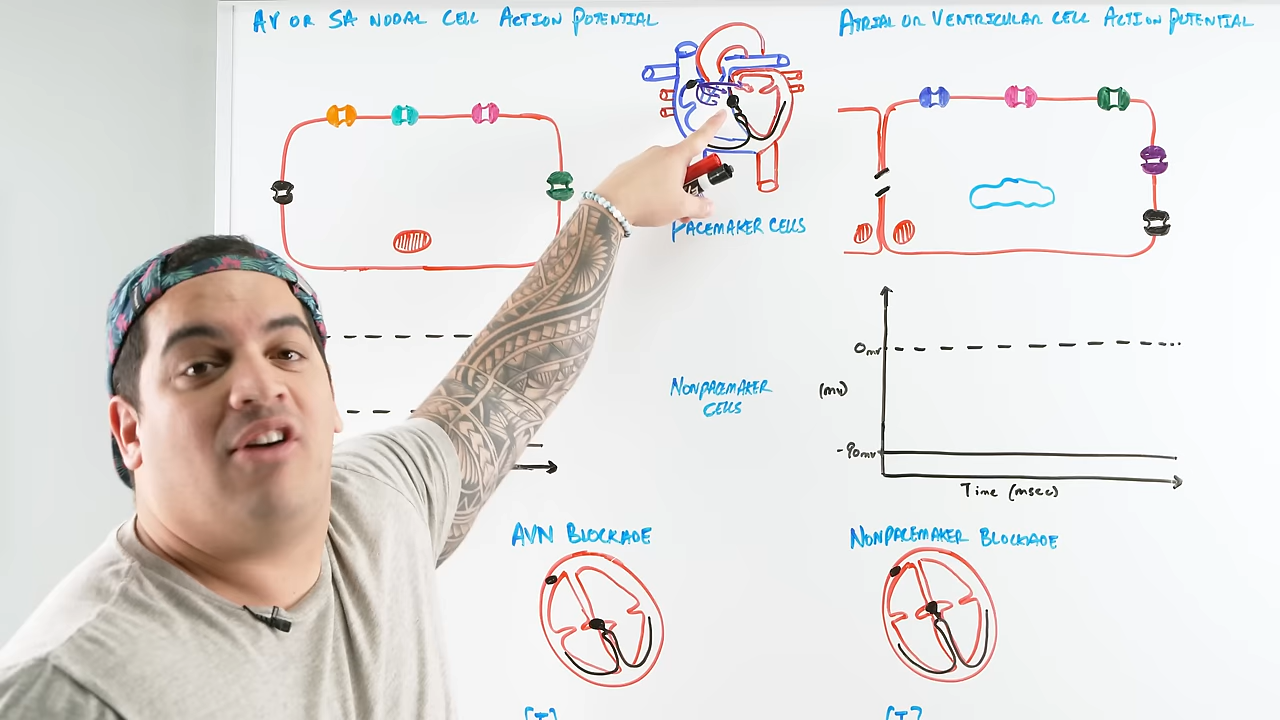 AV OR SA NODAL CELL ACTION POTENTIAL
ATRIAL OR VENTRICULAR CELL ACTION POTENTIAL
PACEMAKER CELLS
NONPACEMAKER
CELLS
0mv
(mv)
-90mv
Time (msec)
AVN BLOCKADE
NONPACEMAKER BLOCKADE